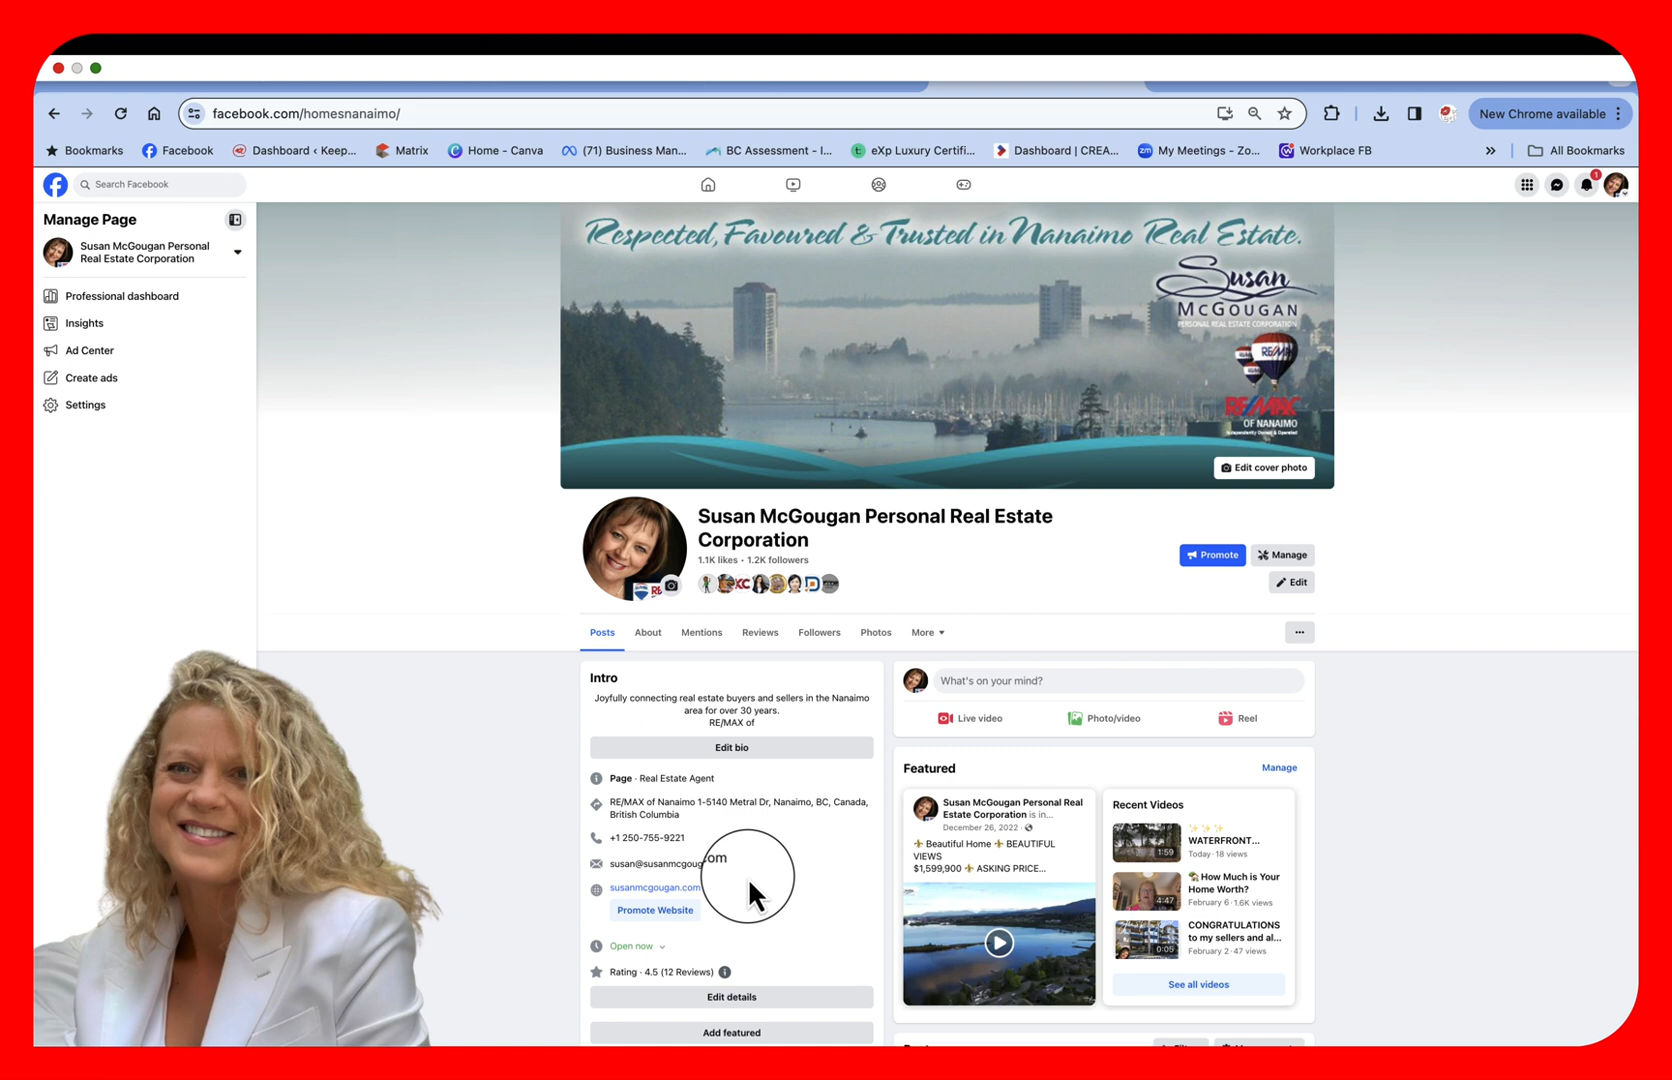 facebook.com/homesnanaimo/
New Chrome available
Bookmarks
Facebook
Dashboard ‹ Keep...
Matrix
Home - Canva
(71) Business Man...
BC Assessment - I...
eXp Luxury Certifi...
Dashboard | CREA...
My Meetings - Zo...
Workplace FB
All Bookmarks
Search Facebook
1
Manage Page
Susan McGougan Personal
Real Estate Corporation
Professional dashboard
Insights
Ad Center
Create ads
Settings
Respected, Favoured & Trusted in Nanaimo Real Estate.
Susan
McGOUGAN
PERSONAL REAL ESTATE CORPORATION
RE/MAX
RE/MAX
OF NANAIMO
Independently Owned & Operated
Edit cover photo
Susan McGougan Personal Real Estate
Corporation
1.1K likes • 1.2K followers
Promote
Manage
Edit
Posts
About
Mentions
Reviews
Followers
Photos
More
Intro
Joyfully connecting real estate buyers and sellers in the Nanaimo
area for over 30 years.
RE/MAX of
Edit bio
Page · Real Estate Agent
RE/MAX of Nanaimo 1-5140 Metral Dr, Nanaimo, BC, Canada,
British Columbia
+1 250-755-9221
susan@susanmcgoug om
susanmcgougan.com
Promote Website
Open now
Rating · 4.5 (12 Reviews)
Edit details
Add featured
What's on your mind?
Live video
Photo/video
Reel
Featured
Manage
Susan McGougan Personal Real
Estate Corporation is in...
December 26, 2022 ·
Beautiful Home BEAUTIFUL
VIEWS
$1,599,900 ASKING PRICE...
Recent Videos
1:59
WATERFRONT...
Today · 18 views
4:47
How Much is Your
Home Worth?
February 6 · 1.6K views
0:05
CONGRATULATIONS
to my sellers and al...
February 2 · 47 views
See all videos